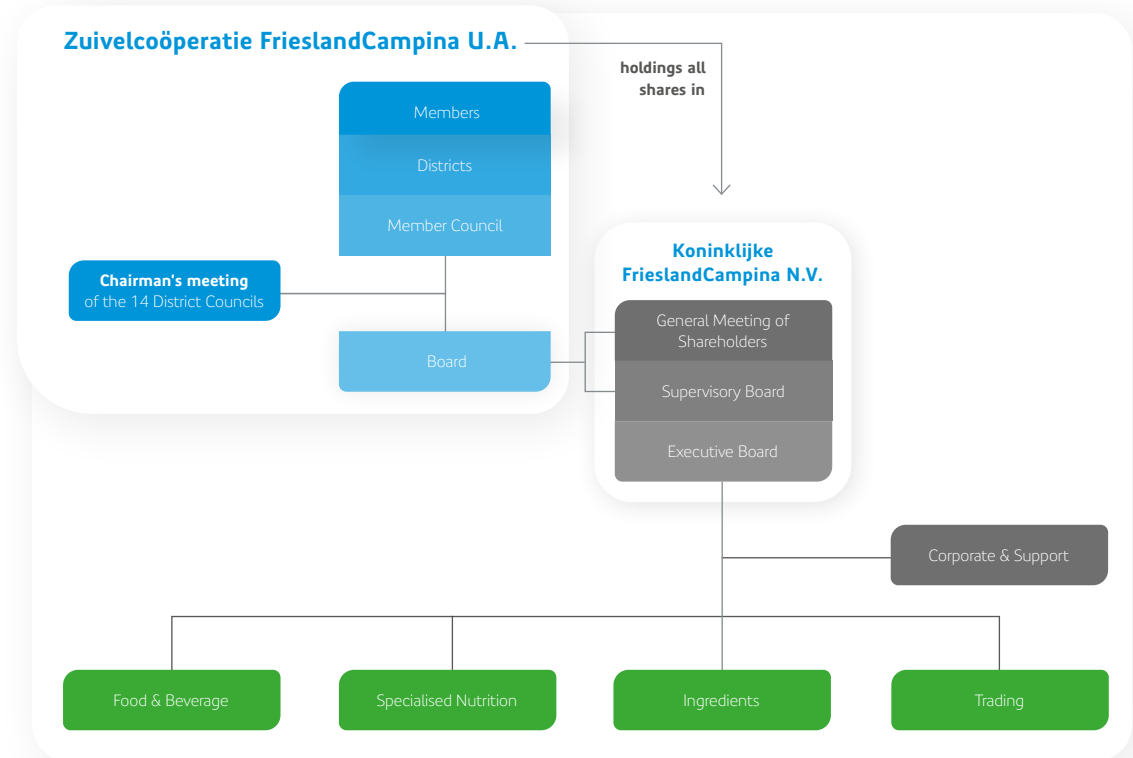 Zuivelcoöperatie FrieslandCampina U.A.
holdings all
shares in
Members
Districts
Member Council
Chairman's meeting
of the 14 District Councils
Board
Koninklijke
FrieslandCampina N.V.
General Meeting of
Shareholders
Supervisory Board
Executive Board
Corporate & Support
Food & Beverage
Specialised Nutrition
Ingredients
Trading